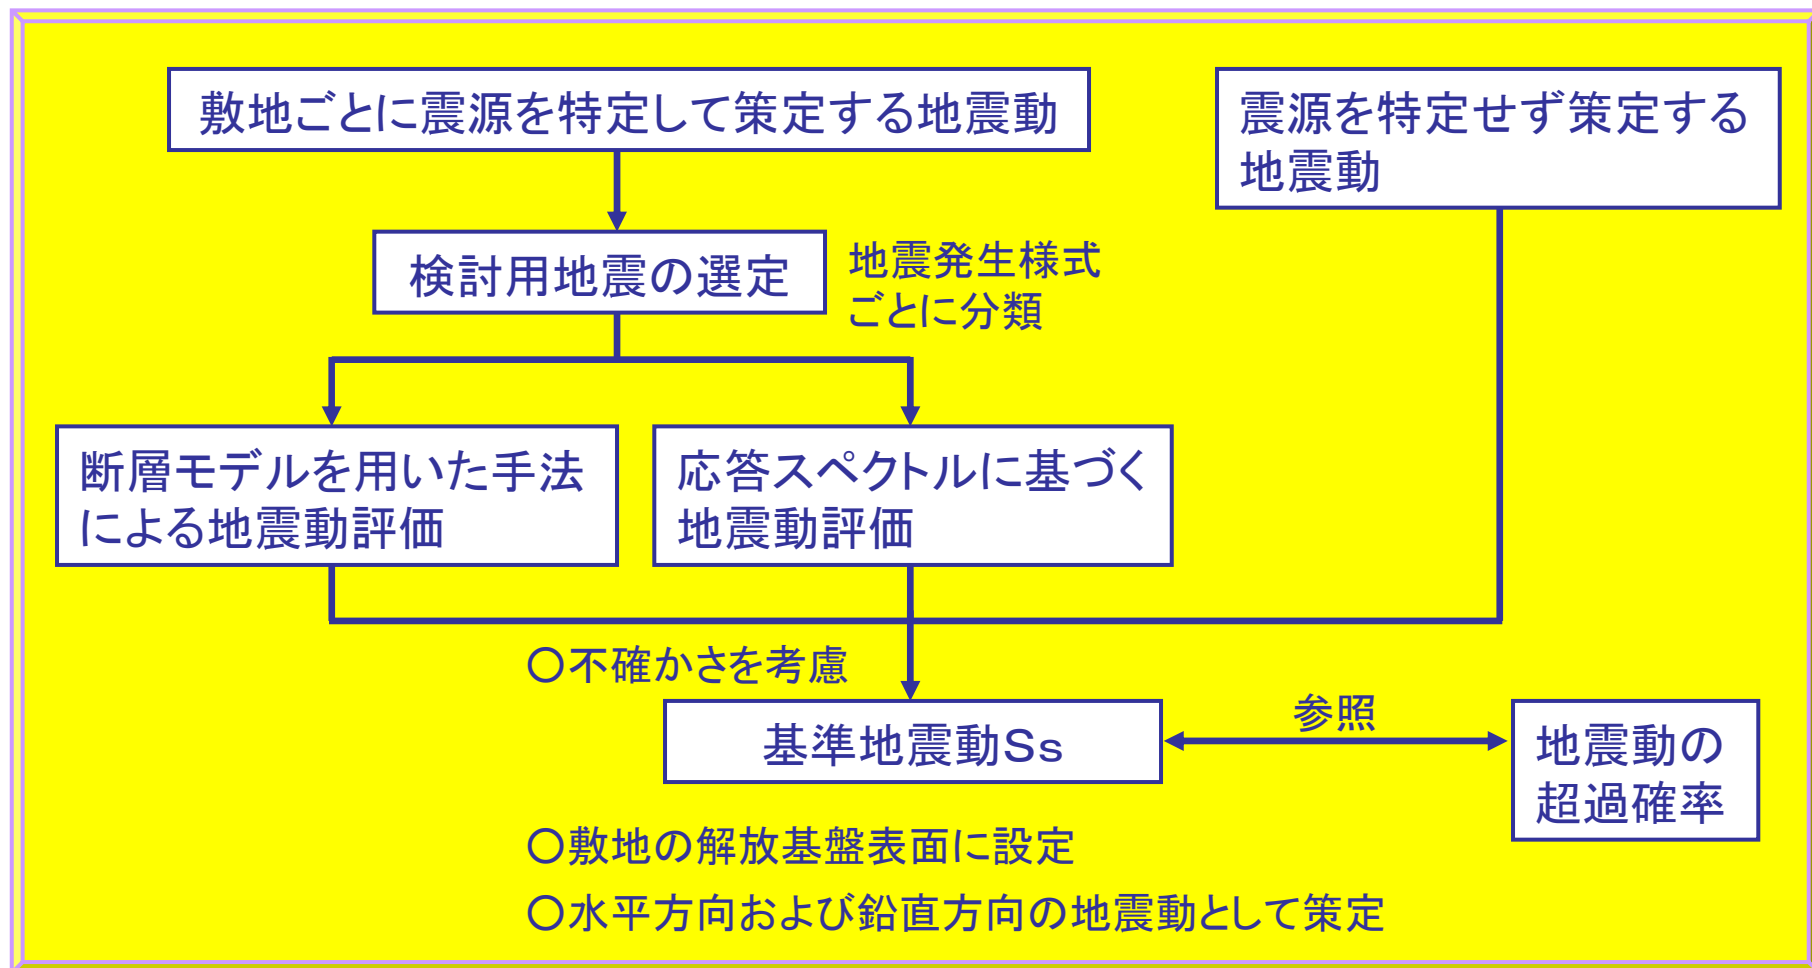 敷地ごとに震源を特定して策定する地震動
震源を特定せず策定する
地震動
検討用地震の選定
地震発生様式
ごとに分類
断層モデルを用いた手法
による地震動評価
応答スペクトルに基づく
地震動評価
〇不確かさを考慮
基準地震動Ss
参照
地震動の
超過確率
〇敷地の解放基盤表面に設定
〇水平方向および鉛直方向の地震動として策定